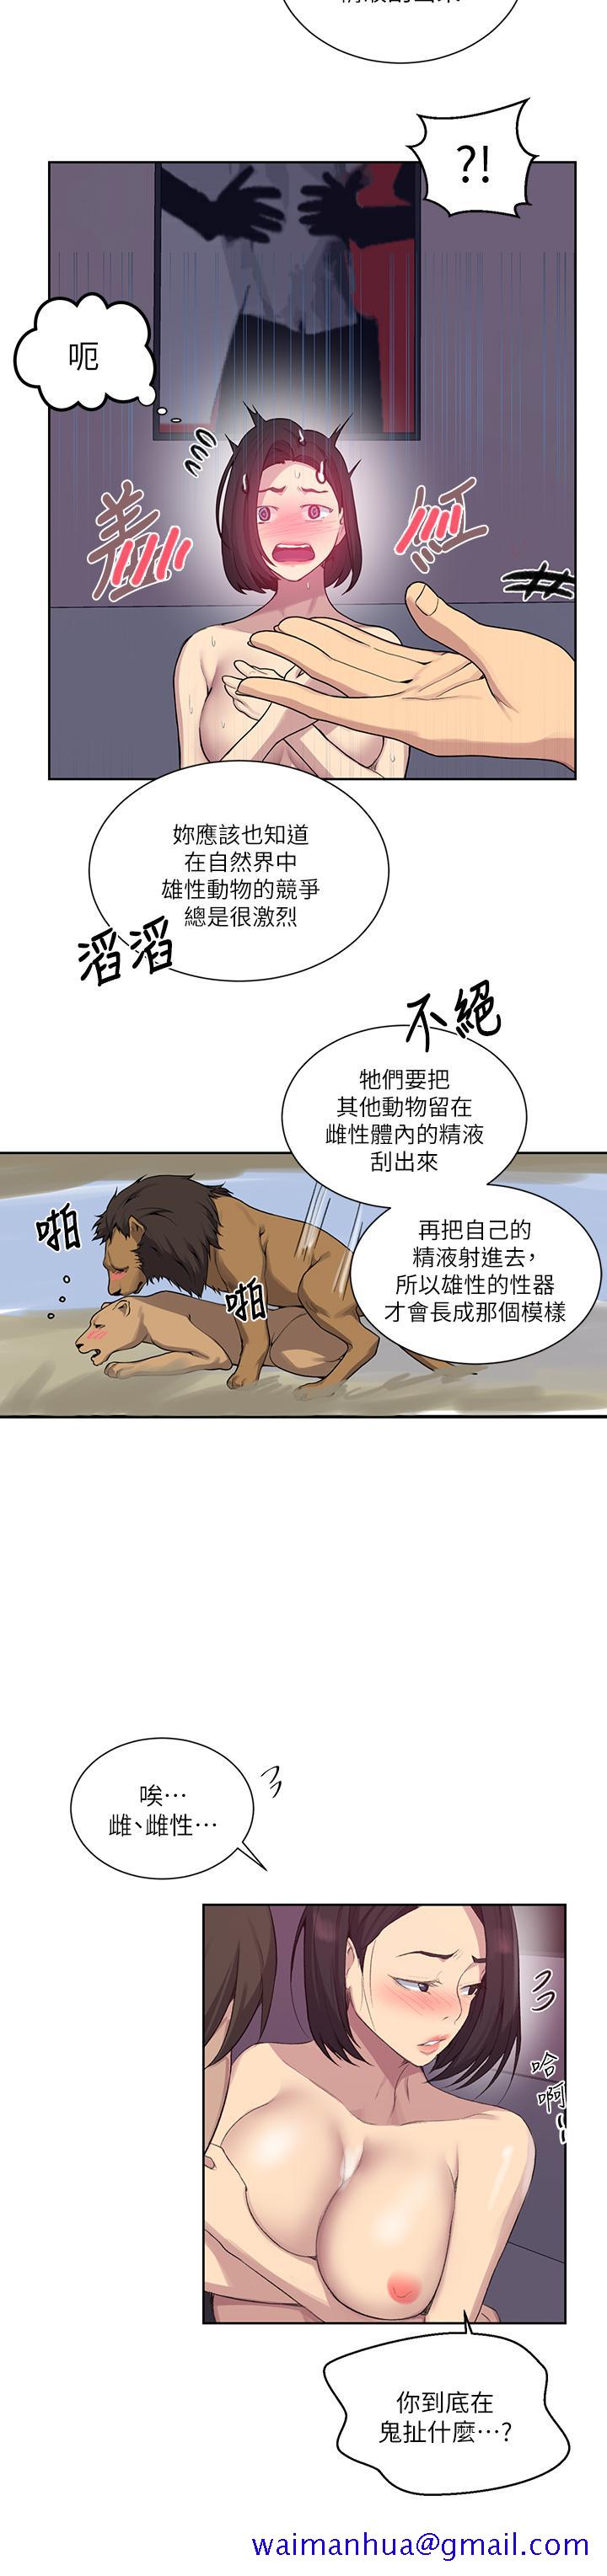 ?!
呃
羞
紅
妳應該也知道
在自然界中
雄性動物的競爭
總是很激烈
滔滔
不絕
牠們要把
其他動物留在
雌性體內的精液
刮出來
再把自己的
精液射進去,
所以雄性的性器
才會長成那個模樣
啪
啪
唉…
雌、雌性…
哈
啊
你到底在
鬼扯什麼…?
waimanhua@gmail.com